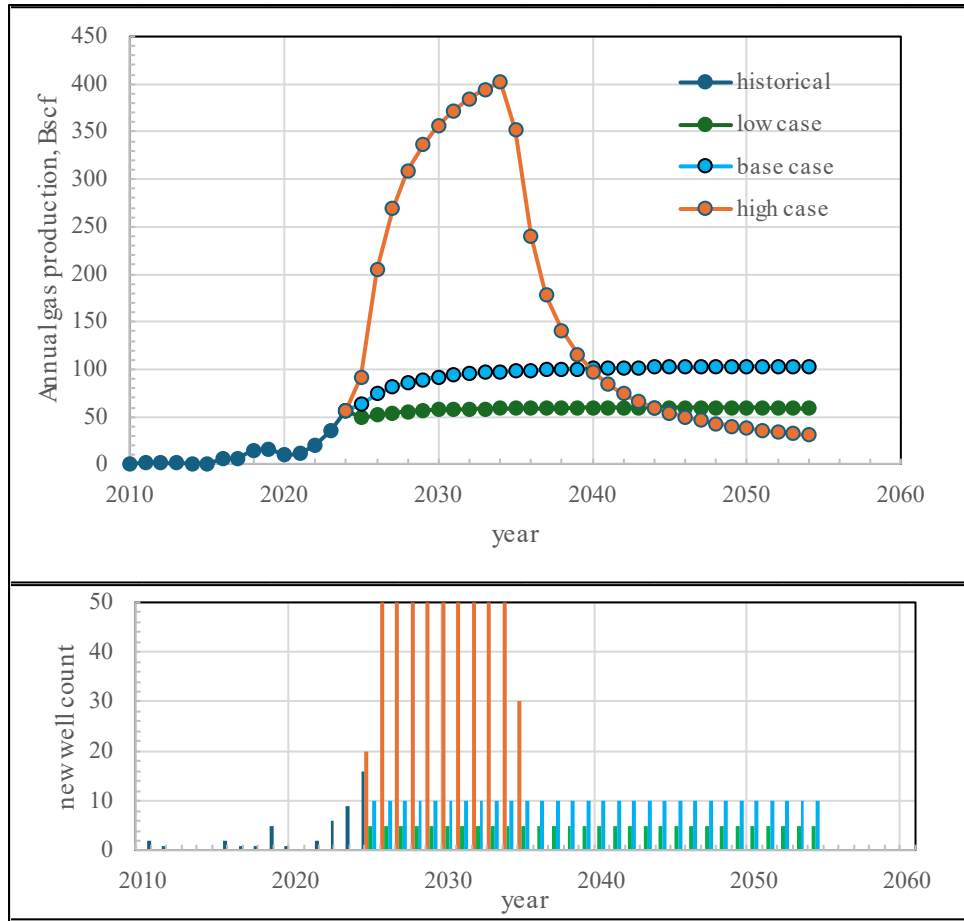 450
400
350
300
250
200
150
100
50
0
Annual gas production, Bscf
historical
low case
base case
high case
2010 2020 2030 2040 2050 2060
year
50
40
30
20
10
0
new well count
2010 2020 2030 2040 2050 2060
year